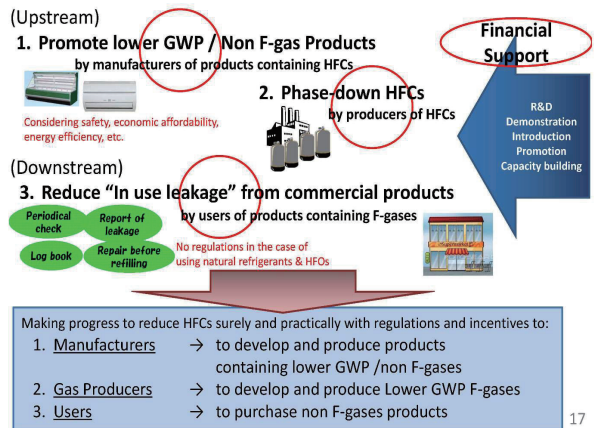 (Upstream)
1. Promote lower GWP / Non F-gas Products
by manufacturers of products containing HFCs
Considering safety, economic affordability,
energy efficiency, etc.
2. Phase-down HFCs
by producers of HFCs
Financial
Support
R&D
Demonstration
Introduction
Promotion
Capacity building
(Downstream)
3. Reduce “In use leakage” from commercial products
by users of products containing F-gases
Periodical
check
Report of
leakage
Log book
Repair before
refilling
No regulations in the case of
using natural refrigerants & HFOs
Making progress to reduce HFCs surely and practically with regulations and incentives to:
1. Manufacturers → to develop and produce products
containing lower GWP /non F-gases
2. Gas Producers → to develop and produce Lower GWP F-gases
3. Users → to purchase non F-gases products
17